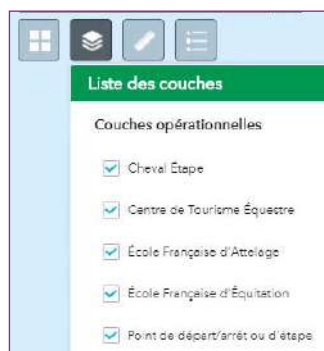 Liste des couches
Couches opérationnelles
Cheval Étape
Centre de Tourisme Équestre
École Française d'Attelage
École Française d'Équitation
Point de départ/arrêt ou d'étape